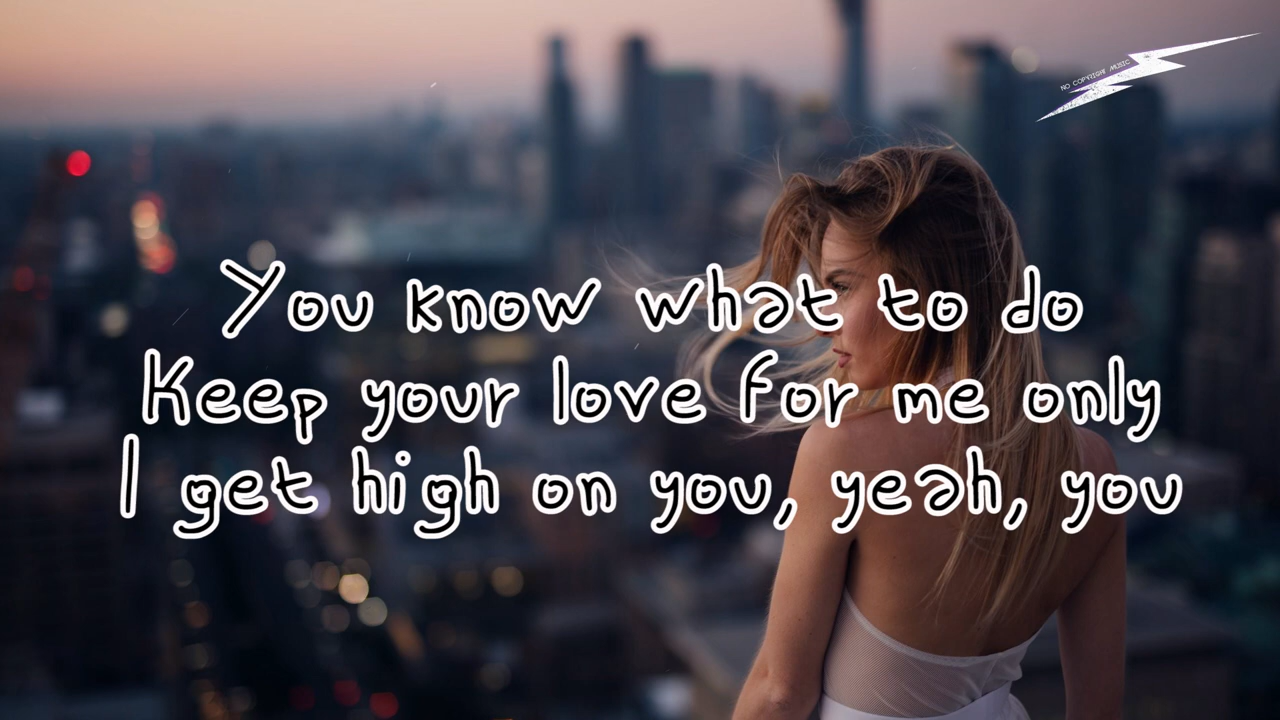 NO COPYRIGHT MUSIC
You know what to do
Keep your love for me only
I get high on you, yeah, you